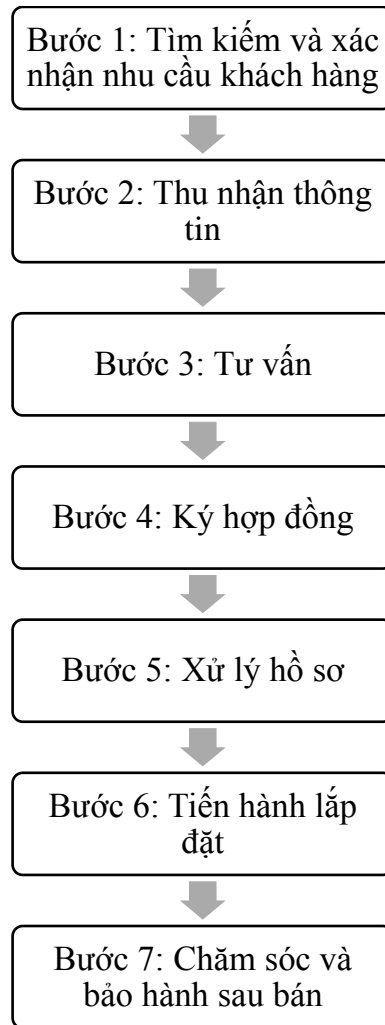 Bước 1: Tìm kiếm và xác
nhận nhu cầu khách hàng
Bước 2: Thu nhận thông
tin
Bước 3: Tư vấn
Bước 4: Ký hợp đồng
Bước 5: Xử lý hồ sơ
Bước 6: Tiến hành lắp
đặt
Bước 7: Chăm sóc và
bảo hành sau bán